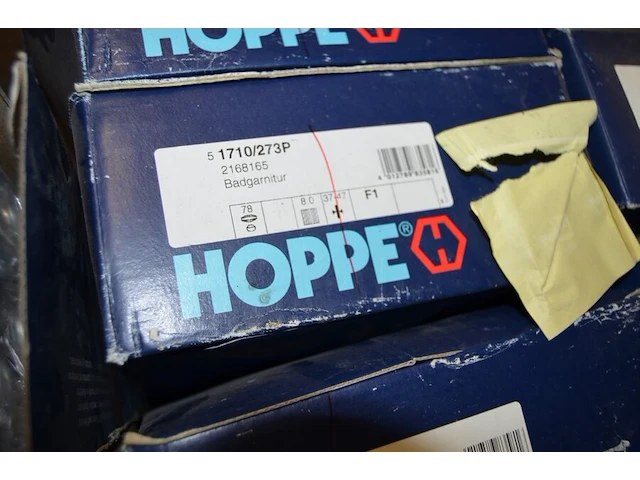 HOPPE
5 1710/273P
2168165
Badgarnitur
78 8.0 37-47 F1
HOPPE®